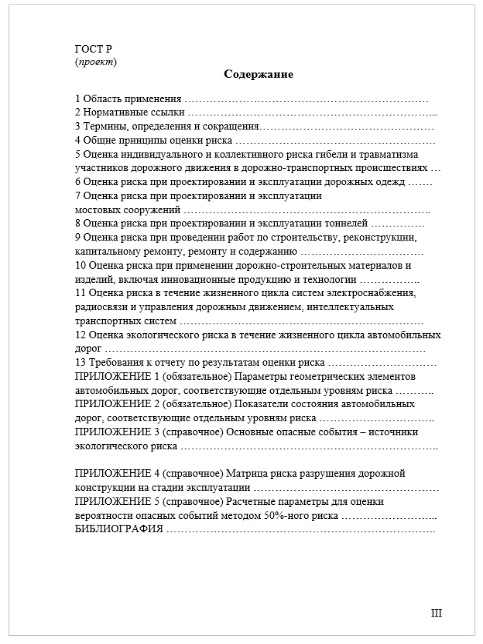 ГОСТ Р
(проект)
Содержание
1 Область применения ……………………………………………………………
2 Нормативные ссылки ……………………………………………………………..
3 Термины, определения и сокращения……………………………………………
4 Общие принципы оценки риска …………………………………………………
5 Оценка индивидуального и коллективного риска гибели и травматизма
участников дорожного движения в дорожно-транспортных происшествиях …
6 Оценка риска при проектировании и эксплуатации дорожных одежд …….
7 Оценка риска при проектировании и эксплуатации
мостовых сооружений ……………………………………………………………..
8 Оценка риска при проектировании и эксплуатации тоннелей ……………
9 Оценка риска при проведении работ по строительству, реконструкции,
капитальному ремонту, ремонту и содержанию ………………………………
10 Оценка риска при применении дорожно-строительных материалов и
изделий, включая инновационные продукцию и технологии ……………..
11 Оценка риска в течение жизненного цикла систем электроснабжения,
радиосвязи и управления дорожным движением, интеллектуальных
транспортных систем ……………………………………………………………
12 Оценка экологического риска в течение жизненного цикла автомобильных
дорог ………………………………………………………………………………..
13 Требования к отчету по результатам оценки риска …………………………..
ПРИЛОЖЕНИЕ 1 (обязательное) Параметры геометрических элементов
автомобильных дорог, соответствующие отдельным уровням риска ………..
ПРИЛОЖЕНИЕ 2 (обязательное) Показатели состояния автомобильных
дорог, соответствующие отдельным уровням риска ……………………………
ПРИЛОЖЕНИЕ 3 (справочное) Основные опасные события – источники
экологического риска ………………………………………………………………..
ПРИЛОЖЕНИЕ 4 (справочное) Матрица риска разрушения дорожной
конструкции на стадии эксплуатации ………………………………………………
ПРИЛОЖЕНИЕ 5 (справочное) Расчетные параметры для оценки
вероятности опасных событий методом 50%-ного риска ……………………..
БИБЛИОГРАФИЯ …………………………………………………………………..
III